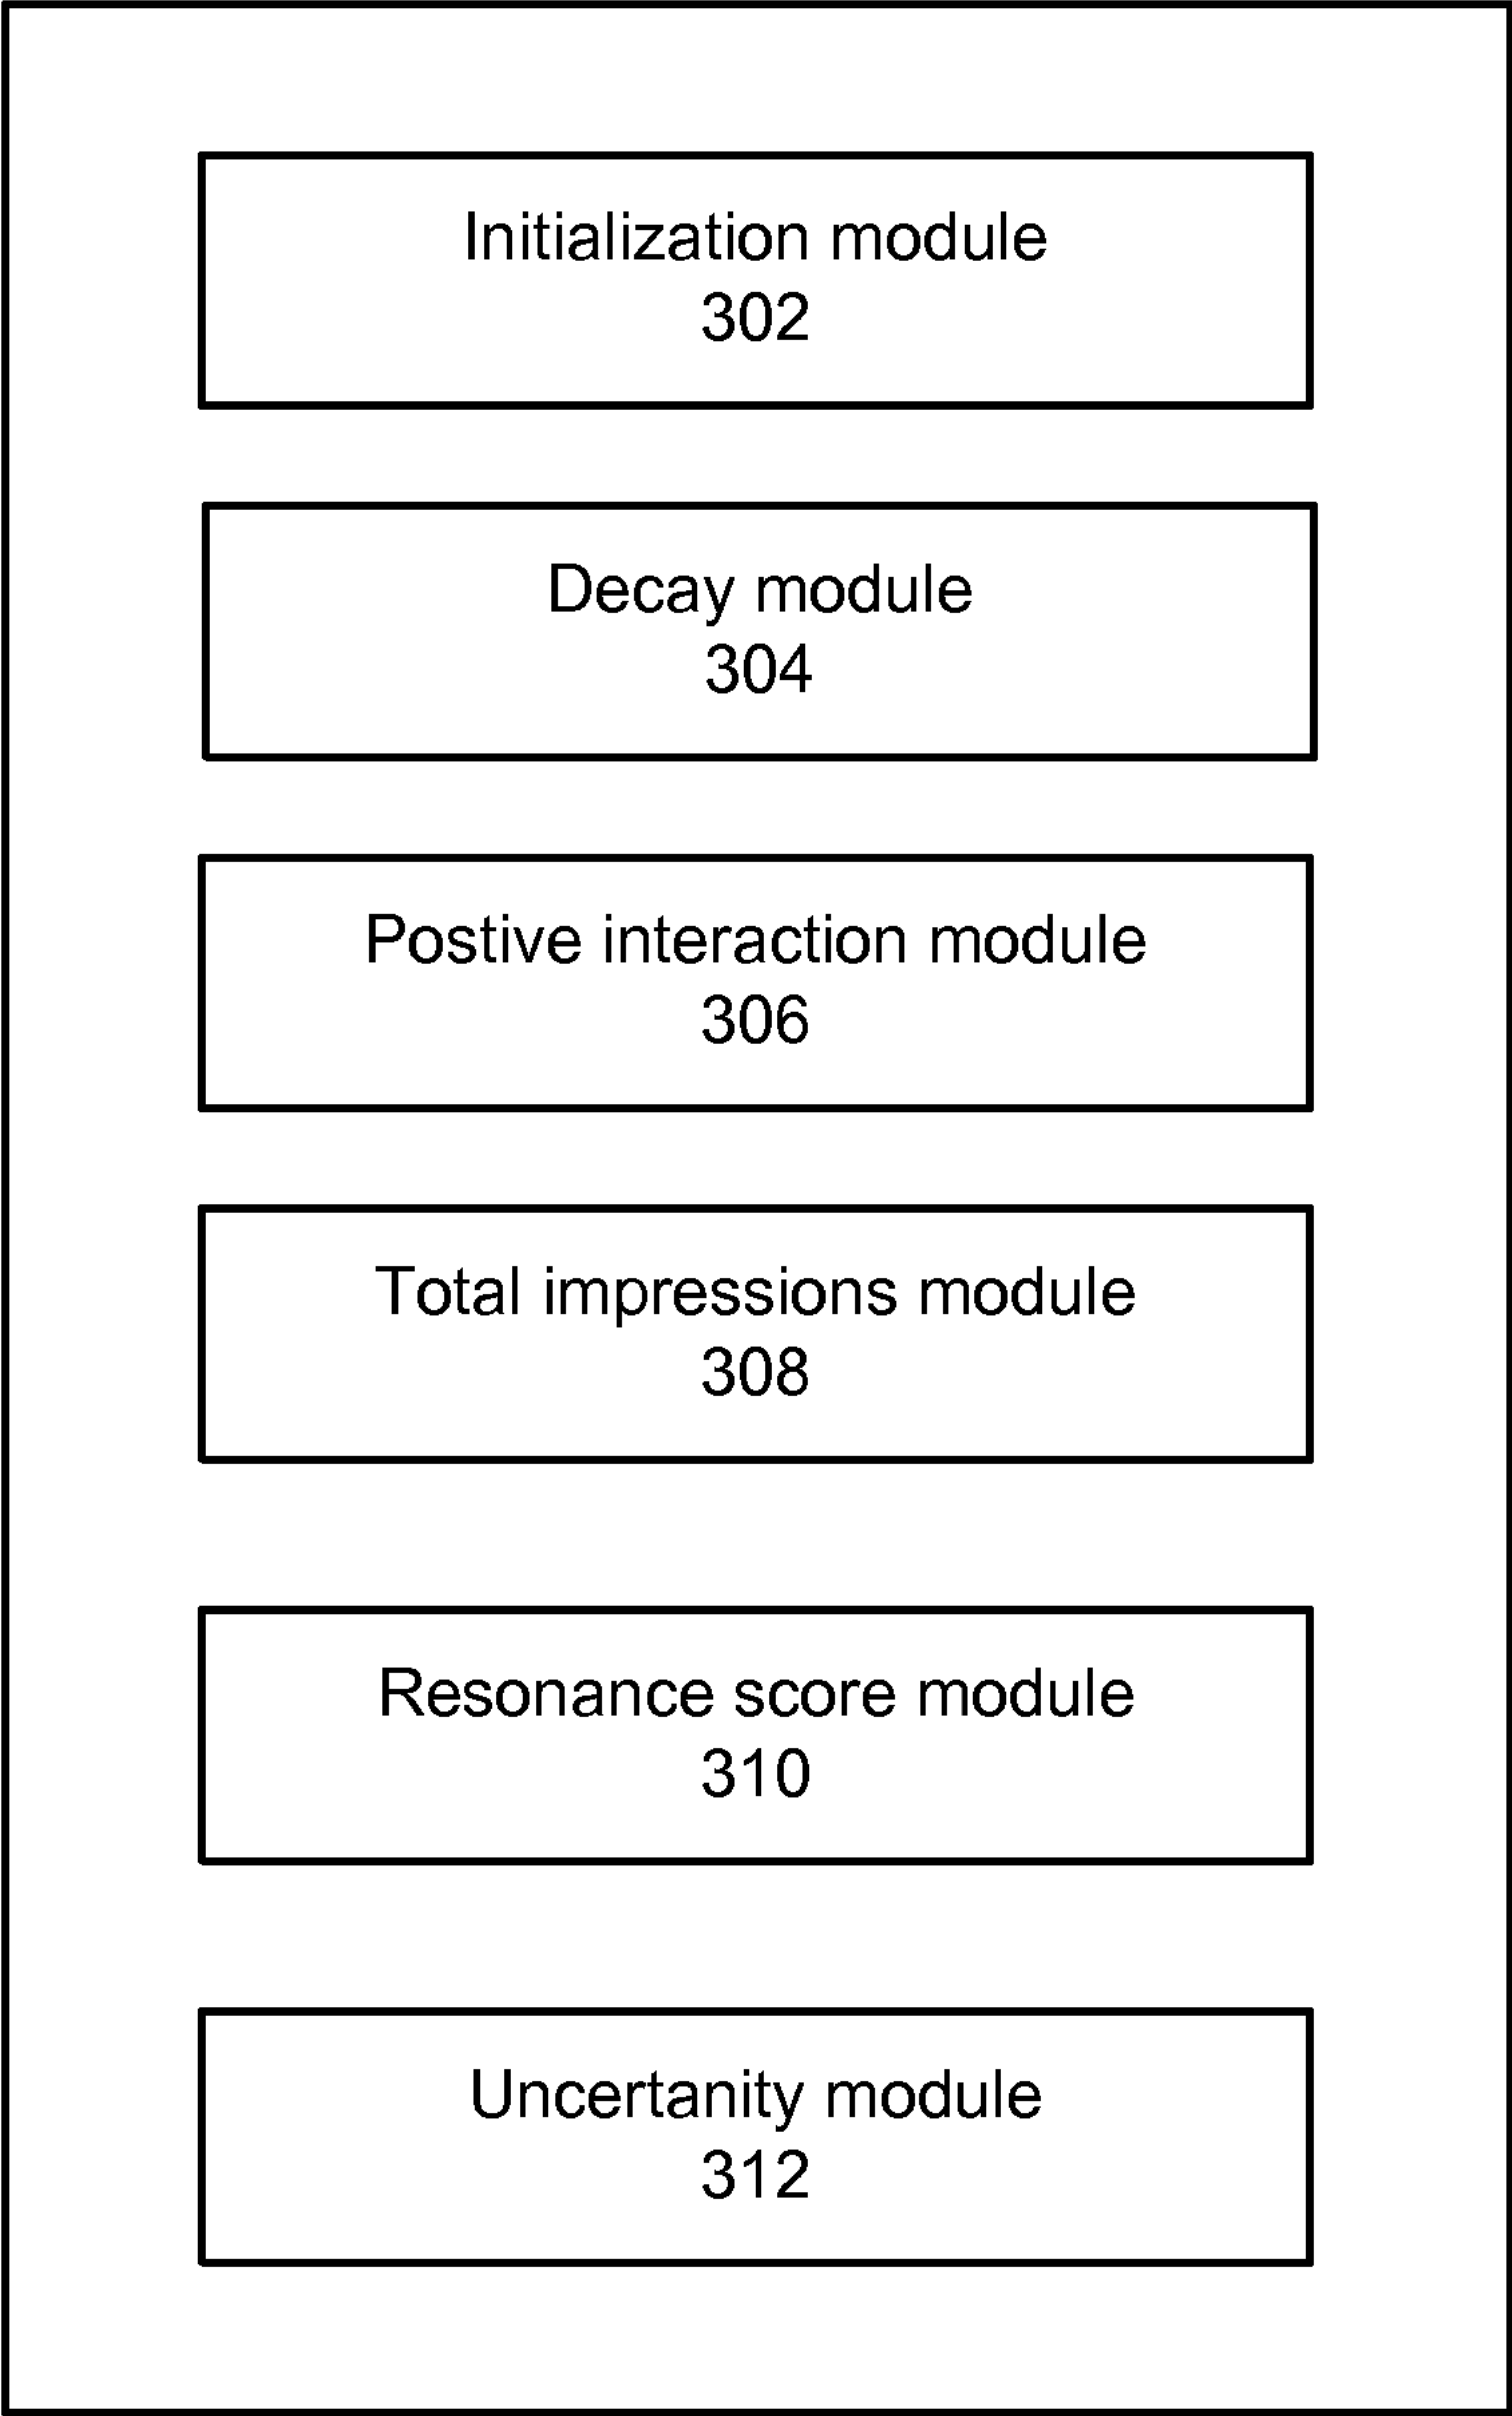 Initialization module
302
Decay module
304
Postive interaction module
306
Total impressions module
308
Resonance score module
310
Uncertanity module
312